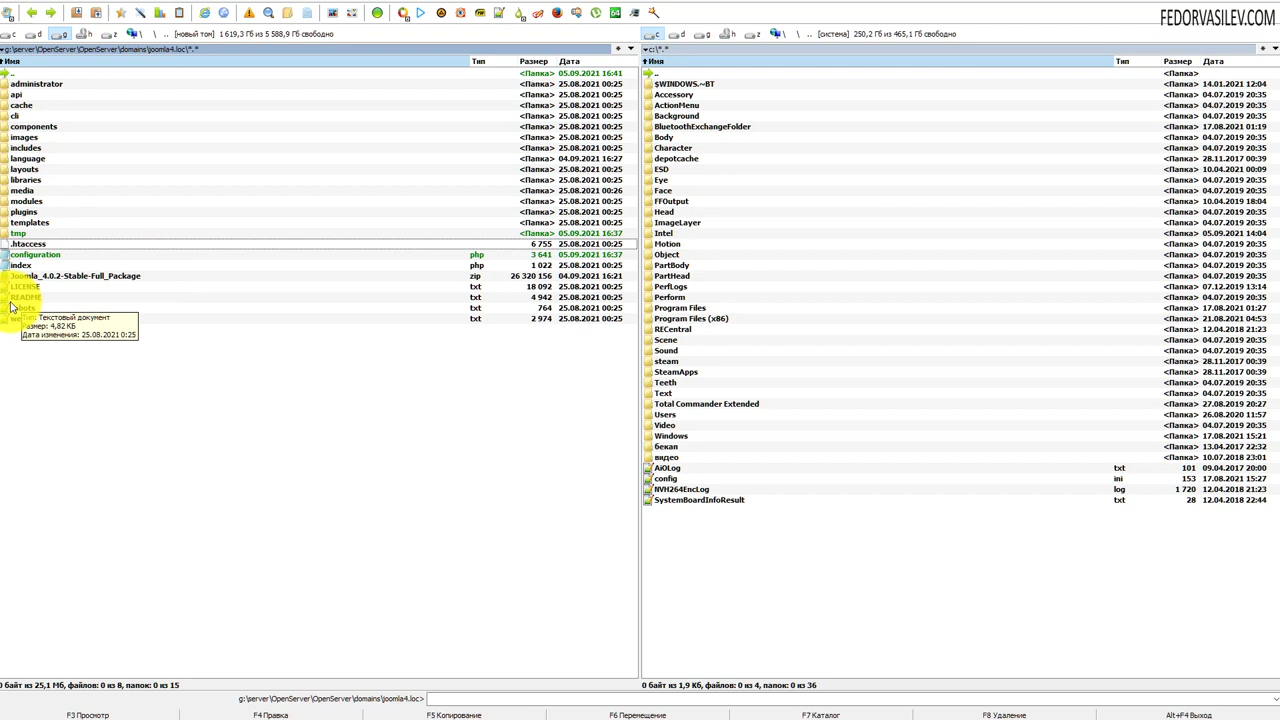 FEDORVASILEV.COM
c d g h z \ .. [новый том] 1 619,3 Гб из 5 588,9 Гб свободно
c d g h z \ .. [система] 250,2 Гб из 465,1 Гб свободно
g:\server\OpenServer\OpenServer\domains\joomla4.loc\*.* * ▼
c:\*.* * ▼
Имя Тип Размер Дата
.. <Папка> 05.09.2021 16:41
administrator <Папка> 25.08.2021 00:25
api <Папка> 25.08.2021 00:25
cache <Папка> 25.08.2021 00:25
cli <Папка> 25.08.2021 00:25
components <Папка> 25.08.2021 00:25
images <Папка> 25.08.2021 00:25
includes <Папка> 25.08.2021 00:25
language <Папка> 04.09.2021 16:27
layouts <Папка> 25.08.2021 00:25
libraries <Папка> 25.08.2021 00:25
media <Папка> 25.08.2021 00:26
modules <Папка> 25.08.2021 00:25
plugins <Папка> 25.08.2021 00:25
templates <Папка> 25.08.2021 00:25
tmp <Папка> 05.09.2021 16:37
.htaccess 6 755 25.08.2021 00:25
configuration php 3 641 05.09.2021 16:37
index php 1 022 25.08.2021 00:25
Joomla_4.0.2-Stable-Full_Package zip 26 320 156 04.09.2021 16:21
LICENSE txt 18 092 25.08.2021 00:25
README txt 4 942 25.08.2021 00:25
txt 764 25.08.2021 00:25
txt 2 974 25.08.2021 00:25
Тип: Текстовый документ
Размер: 4,82 КБ
Дата изменения: 25.08.2021 0:25
Имя Тип Размер Дата
.. <Папка>
$WINDOWS.~BT <Папка> 14.01.2021 12:04
Accessory <Папка> 04.07.2019 20:35
ActionMenu <Папка> 04.07.2019 20:35
Background <Папка> 04.07.2019 20:35
BluetoothExchangeFolder <Папка> 17.08.2021 01:19
Body <Папка> 04.07.2019 20:35
Character <Папка> 04.07.2019 20:35
depotcache <Папка> 28.11.2017 00:39
ESD <Папка> 10.04.2021 00:09
Eye <Папка> 04.07.2019 20:35
Face <Папка> 04.07.2019 20:35
FFOutput <Папка> 10.04.2019 18:04
Head <Папка> 04.07.2019 20:35
ImageLayer <Папка> 04.07.2019 20:35
Intel <Папка> 05.09.2021 14:04
Motion <Папка> 04.07.2019 20:35
Object <Папка> 04.07.2019 20:35
PartBody <Папка> 04.07.2019 20:35
PartHead <Папка> 04.07.2019 20:35
PerfLogs <Папка> 07.12.2019 13:14
Perform <Папка> 04.07.2019 20:35
Program Files <Папка> 17.08.2021 01:27
Program Files (x86) <Папка> 21.08.2021 04:53
RECentral <Папка> 12.04.2018 21:23
Scene <Папка> 04.07.2019 20:35
Sound <Папка> 04.07.2019 20:35
steam <Папка> 28.11.2017 00:39
SteamApps <Папка> 28.11.2017 00:39
Teeth <Папка> 04.07.2019 20:35
Text <Папка> 04.07.2019 20:35
Total Commander Extended <Папка> 27.08.2019 20:27
Users <Папка> 26.08.2020 11:57
Video <Папка> 04.07.2019 20:35
Windows <Папка> 17.08.2021 15:21
бекап <Папка> 13.04.2017 22:32
видео <Папка> 10.07.2018 23:01
AiOLog txt 101 09.04.2017 20:00
config ini 153 17.08.2021 15:27
NVH264EncLog log 1 720 12.04.2018 21:23
SystemBoardInfoResult txt 28 12.04.2018 22:44
0 байт из 25,1 Мб, файлов: 0 из 8, папок: 0 из 15
0 байт из 1,9 Кб, файлов: 0 из 4, папок: 0 из 36
g:\server\OpenServer\OpenServer\domains\joomla4.loc>
F3 Просмотр F4 Правка F5 Копирование F6 Перемещение F7 Каталог F8 Удаление Alt+F4 Выход